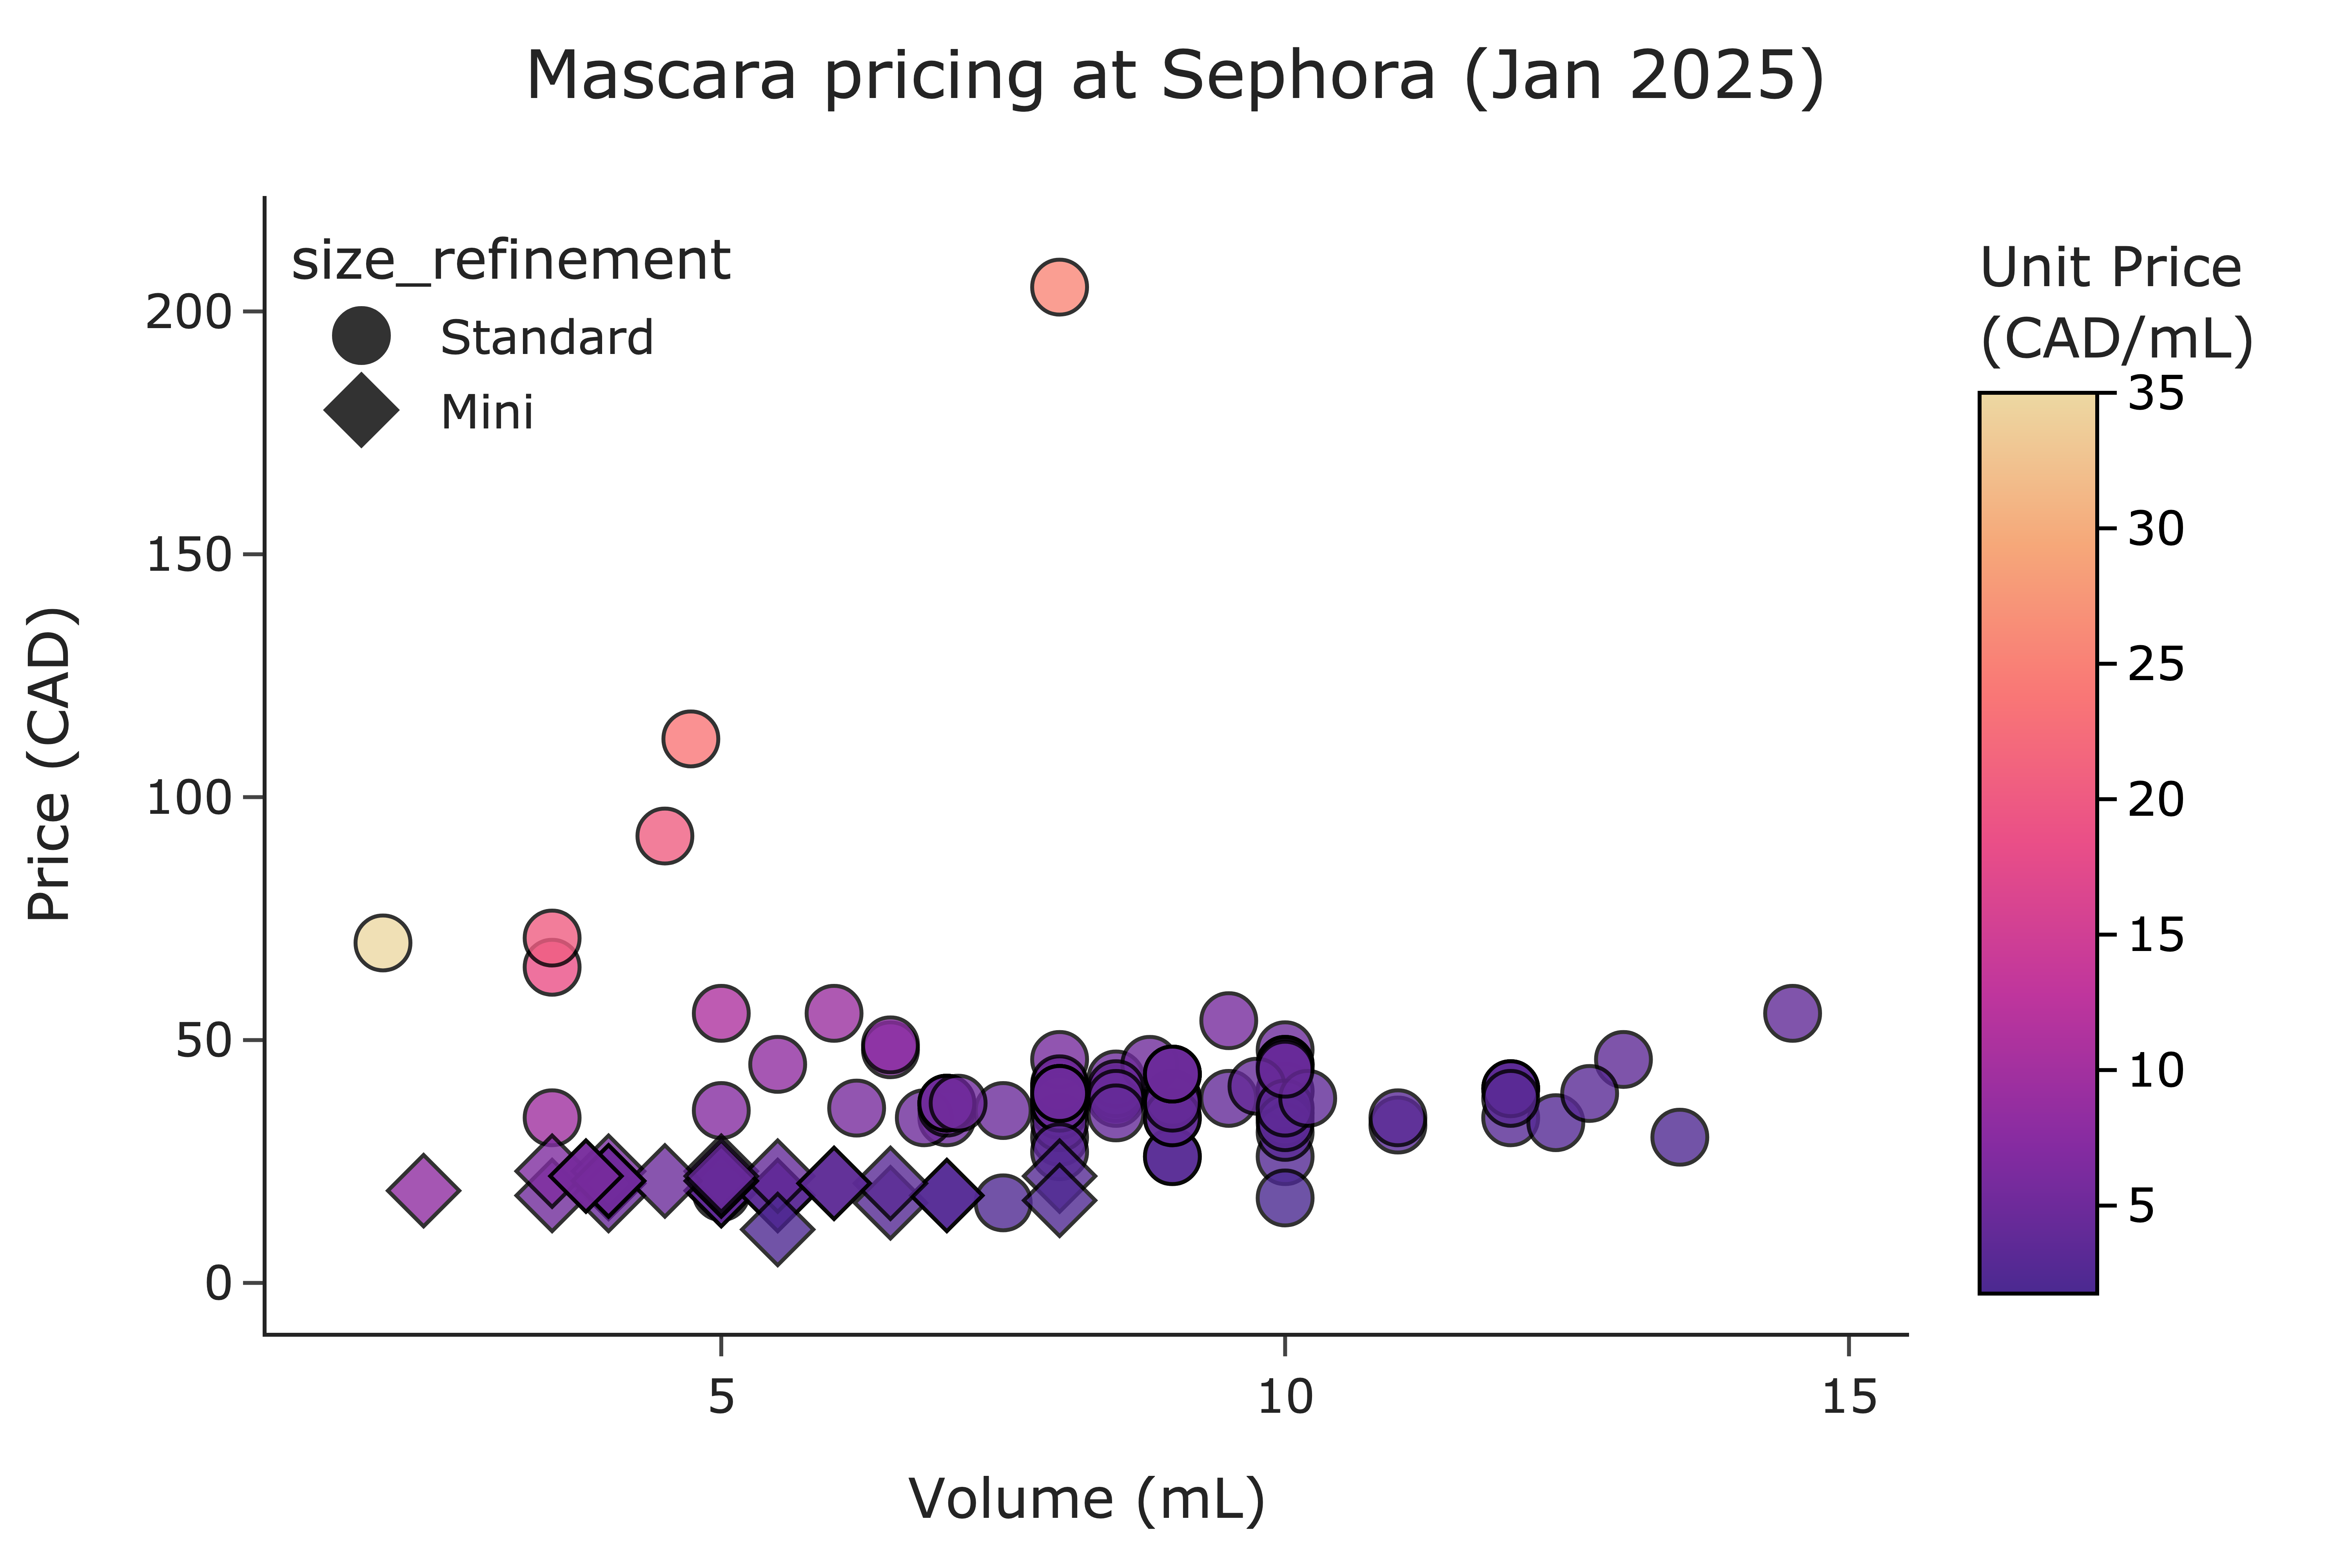 Mascara pricing at Sephora (Jan 2025)
size_refinement
Standard
Mini
Price (CAD)
200
150
100
50
0
5
10
15
Volume (mL)
Unit Price
(CAD/mL)
35
30
25
20
15
10
5